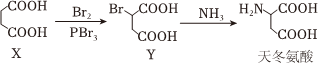 COOH Br₂ Br COOH NH₃ H₂N COOH
COOH PBr₃ COOH COOH
X Y 天冬氨酸